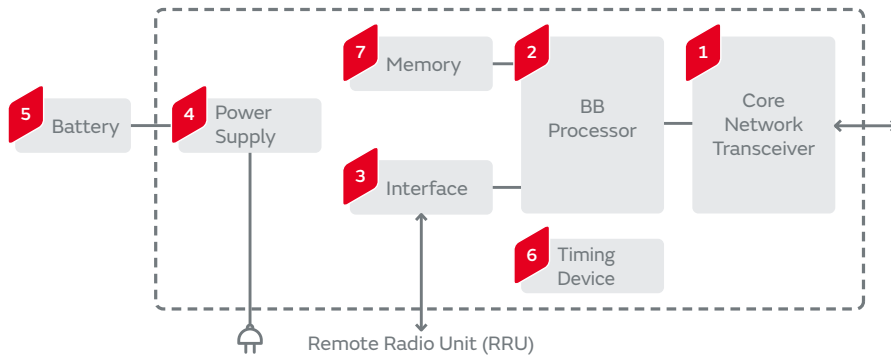 7
Memory
2
BB
Processor
1
Core
Network
Transceiver
5
Battery
4
Power
Supply
3
Interface
6
Timing
Device
Remote Radio Unit (RRU)